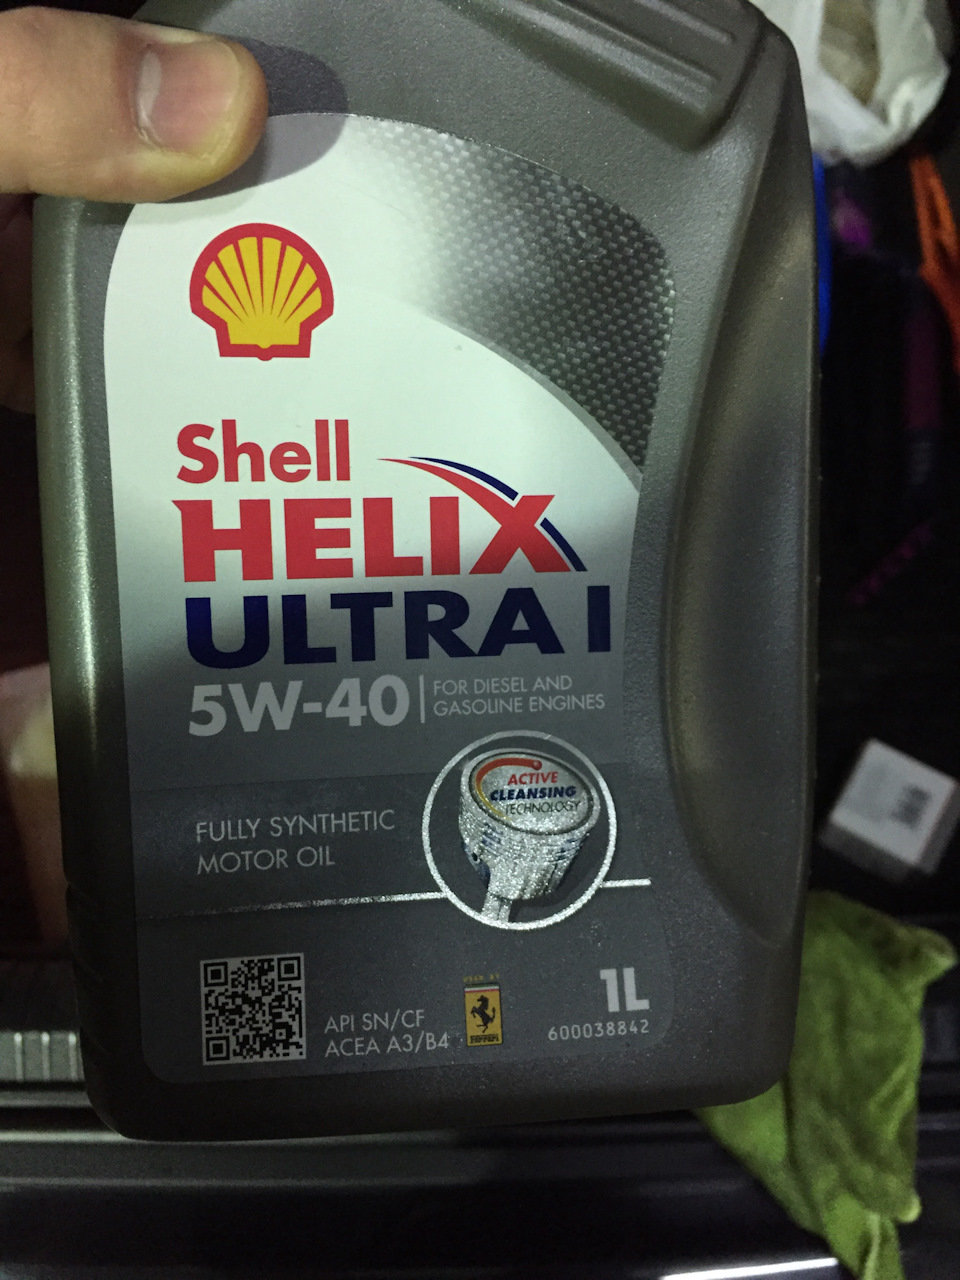 Shell
HELIX
ULTRA I
5W-40
FOR DIESEL AND
GASOLINE ENGINES
ACTIVE
CLEANSING
TECHNOLOGY
FULLY SYNTHETIC
MOTOR OIL
API SN/CF
ACEA A3/B4
Ferrari
1L
600038842